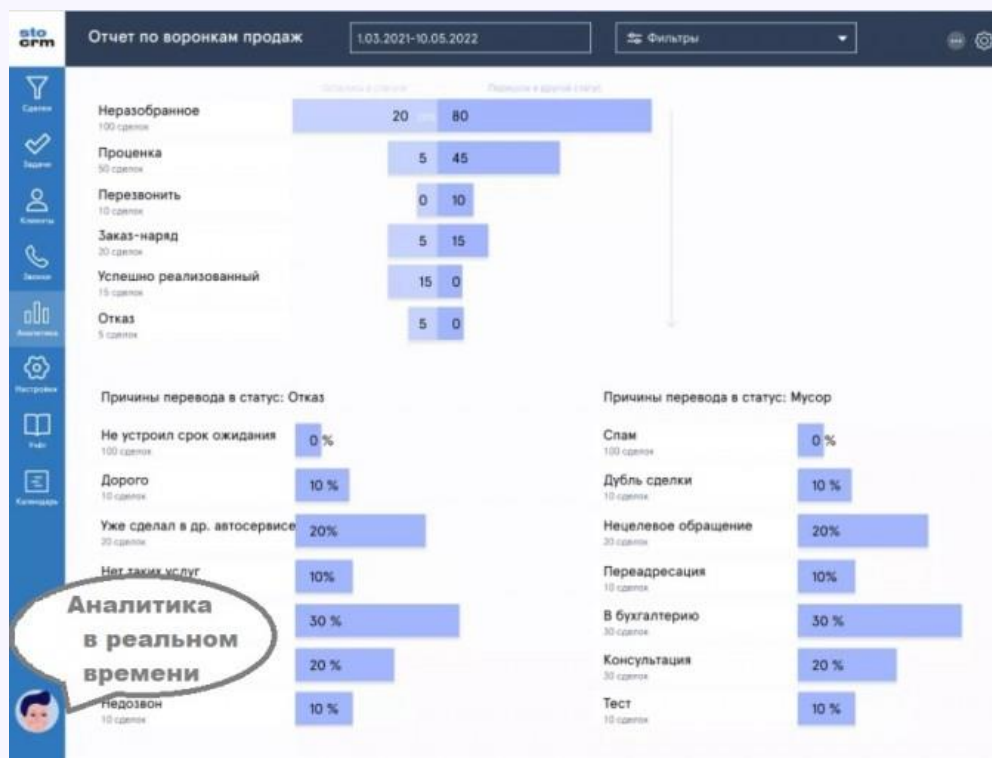 sto
crm
Отчет по воронкам продаж
1.03.2021-10.05.2022
Фильтры
Сделки
Задачи
Клиенты
Звонки
Аналитика
Настройки
Календарь
Перешли в другой статус
Неразобранное
20 80
100 сделок
Проценка
5 45
50 сделок
Перезвонить
0 10
10 сделок
Заказ-наряд
5 15
20 сделок
Успешно реализованный
15 0
15 сделок
Отказ
5 0
5 сделок
Причины перевода в статус: Отказ
Не устроил срок ожидания
0 %
100 сделок
Дорого
10 %
10 сделок
Уже сделал в др. автосервисе
20%
20 сделок
Нет таких услуг
10%
30 %
20 %
Недозвон
10 %
10 сделок
Причины перевода в статус: Мусор
Спам
0 %
100 сделок
Дубль сделки
10 %
10 сделок
Нецелевое обращение
20%
20 сделок
Переадресация
10%
10 сделок
В бухгалтерию
30 %
30 сделок
Консультация
20 %
30 сделок
Тест
10 %
10 сделок
Аналитика
в реальном
времени